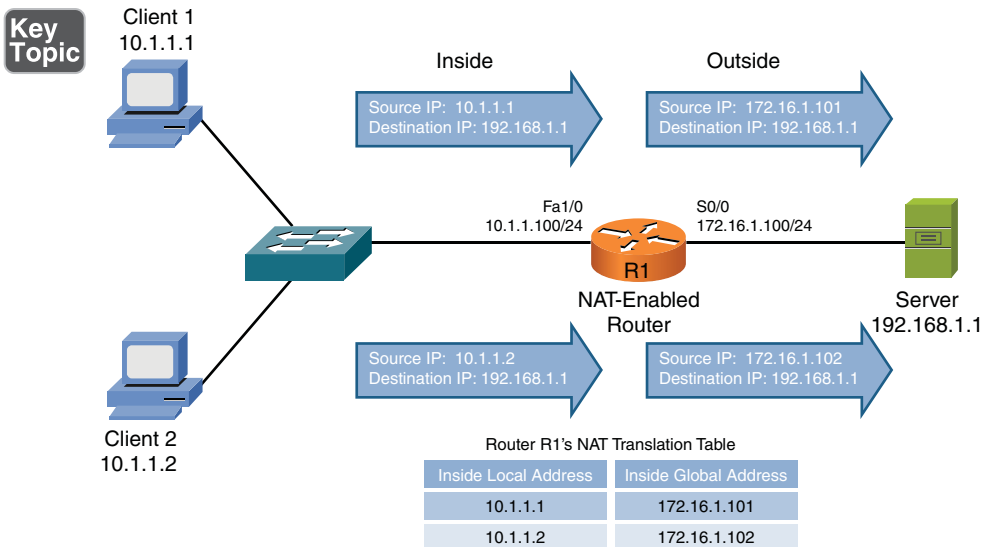 Key
Topic
Client 1
10.1.1.1
Inside
Outside
Source IP: 10.1.1.1
Destination IP: 192.168.1.1
Source IP: 172.16.1.101
Destination IP: 192.168.1.1
Fa1/0
10.1.1.100/24
S0/0
172.16.1.100/24
R1
NAT-Enabled
Router
Server
192.168.1.1
Source IP: 10.1.1.2
Destination IP: 192.168.1.1
Source IP: 172.16.1.102
Destination IP: 192.168.1.1
Client 2
10.1.1.2
Router R1's NAT Translation Table
Inside Local Address Inside Global Address
10.1.1.1 172.16.1.101
10.1.1.2 172.16.1.102